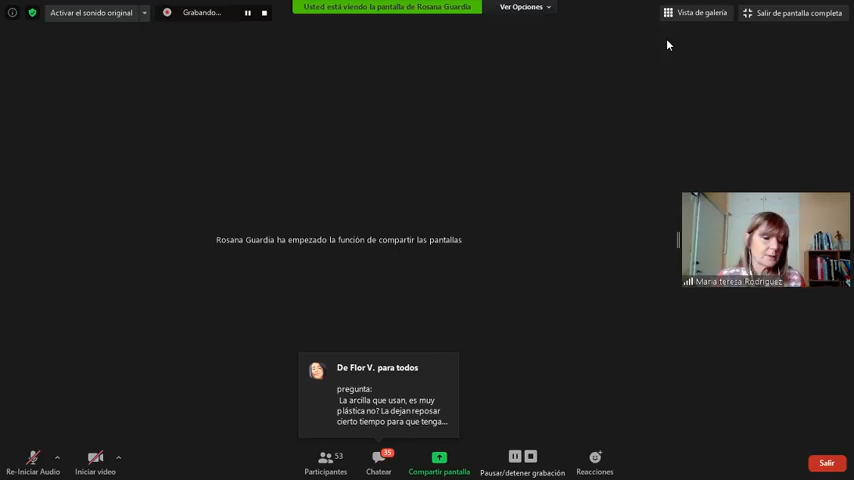 Activar el sonido original
Grabando...
Usted está viendo la pantalla de Rosana Guardia
Ver Opciones
Vista de galería
Salir de pantalla completa
Rosana Guardia ha empezado la función de compartir las pantallas
Maria teresa Rodriguez
De Flor V. para todos
pregunta:
La arcilla que usan, es muy
plástica no? La dejan reposar
cierto tiempo para que tenga...
53
35
Re-Iniciar Audio
Iniciar video
Participantes
Chatear
Compartir pantalla
Pausar/detener grabación
Reacciones
Salir